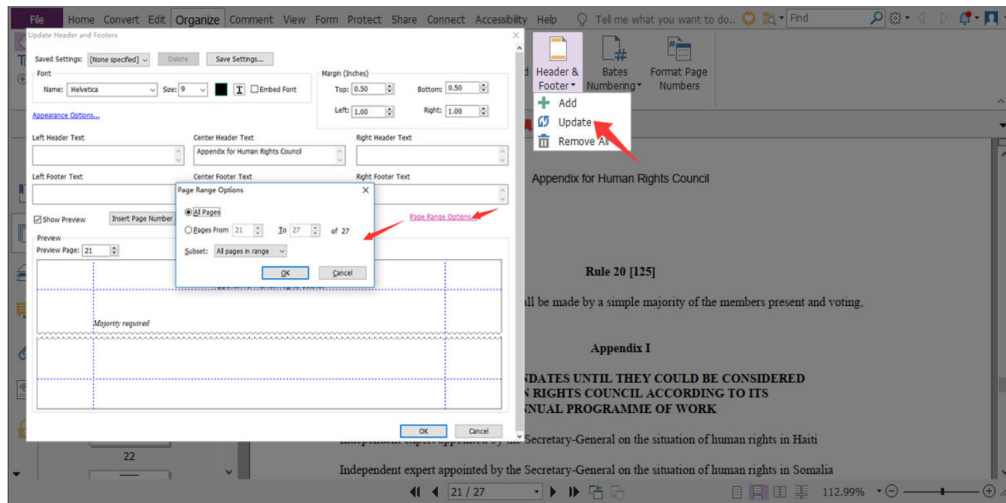 File Home Convert Edit Organize Comment View Form Protect Share Connect Accessibility Help Tell me what you want to do.. Find
Update Header and Footers
Saved Settings: [None specified] Delete Save Settings...
Font
Name: Helvetica Size: 9 T Embed Font
Margin (Inches)
Top: 0.50 Bottom: 0.50
Left: 1.00 Right: 1.00
Appearance Options...
Left Header Text Center Header Text Right Header Text
Appendix for Human Rights Council
Left Footer Text Center Footer Text Right Footer Text
Show Preview Insert Page Number Page Range Options...
Preview
Preview Page: 21
Majority required
OK Cancel
Page Range Options
All Pages
Pages From 21 To 27 of 27
Subset: All pages in range
OK Cancel
Header & Footer
Bates Numbering
Format Page Numbers
Add
Update
Remove All
Appendix for Human Rights Council
Rule 20 [125]
be made by a simple majority of the members present and voting,
Appendix I
UNTIL THEY COULD BE CONSIDERED
RIGHTS COUNCIL ACCORDING TO ITS
PROGRAMME OF WORK
Secretary-General on the situation of human rights in Haiti
Independent expert appointed by the Secretary-General on the situation of human rights in Somalia
22
21 / 27 112.99%